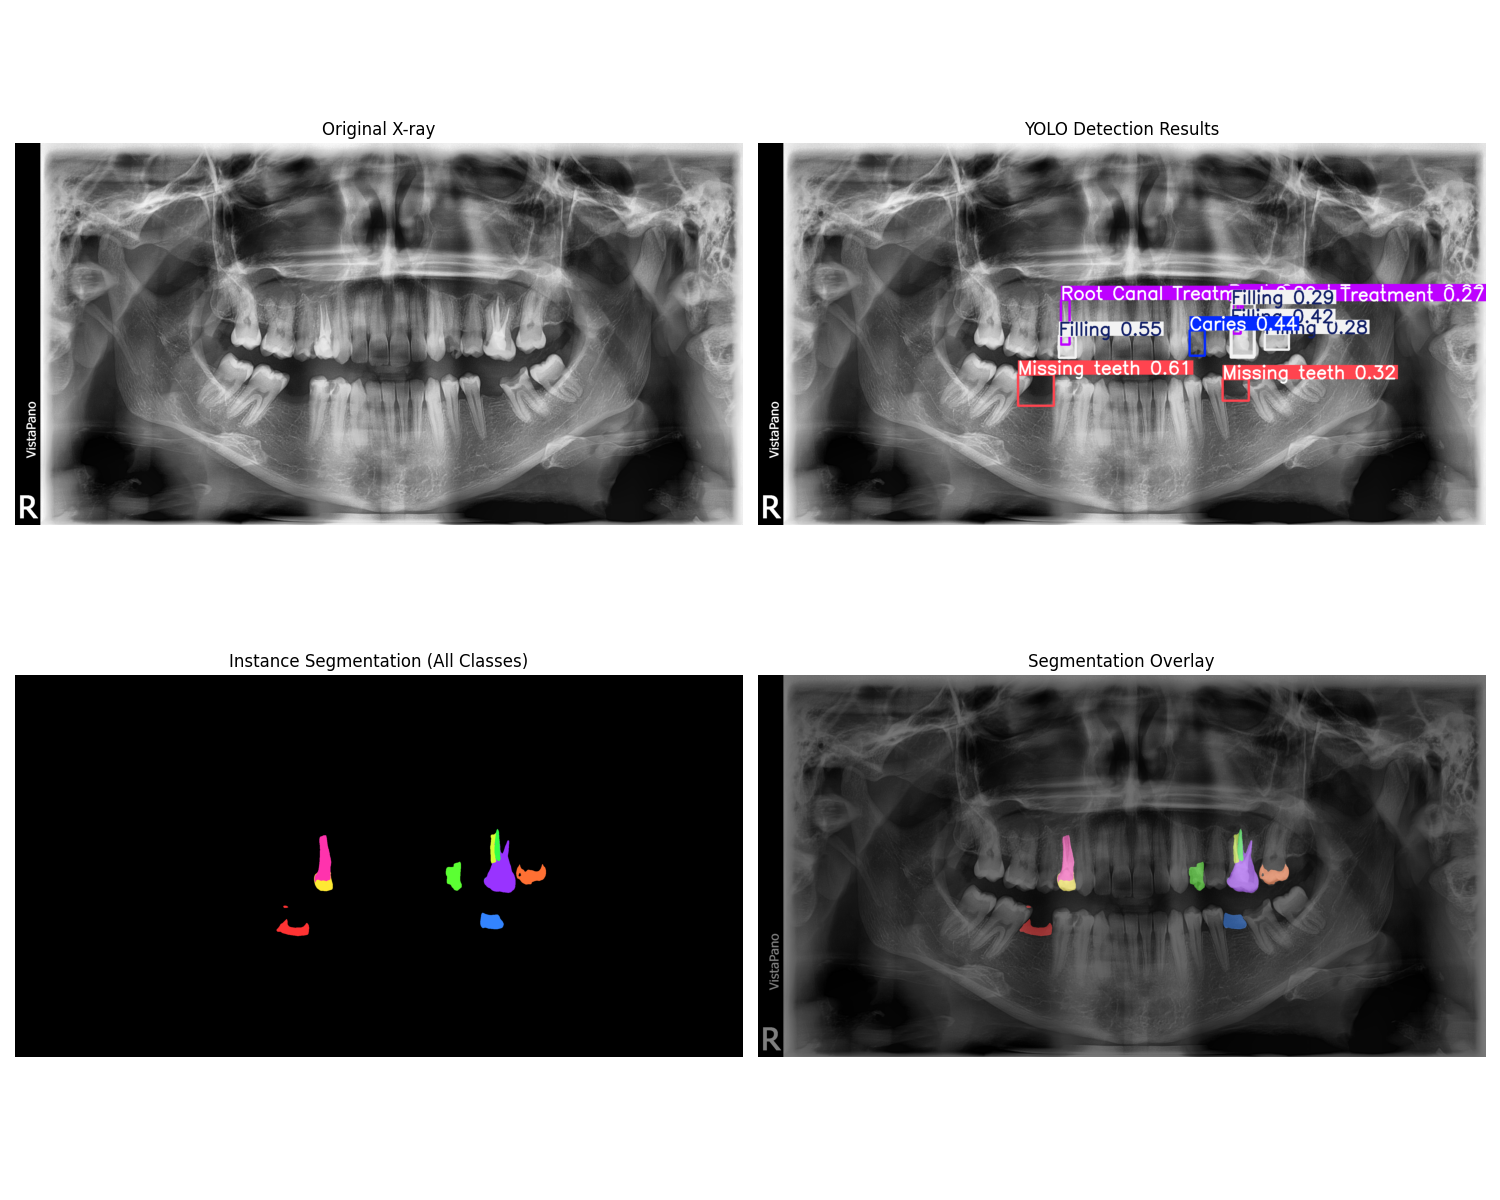 Original X-ray
YOLO Detection Results
VistaPano
R
VistaPano
R
Root Canal Treatm
Filling 0.29
Treatment 0.27
Filling 0.42
Filling 0.55
Caries 0.44
0.28
Missing teeth 0.61
Missing teeth 0.32
Instance Segmentation (All Classes)
Segmentation Overlay
VistaPano
R